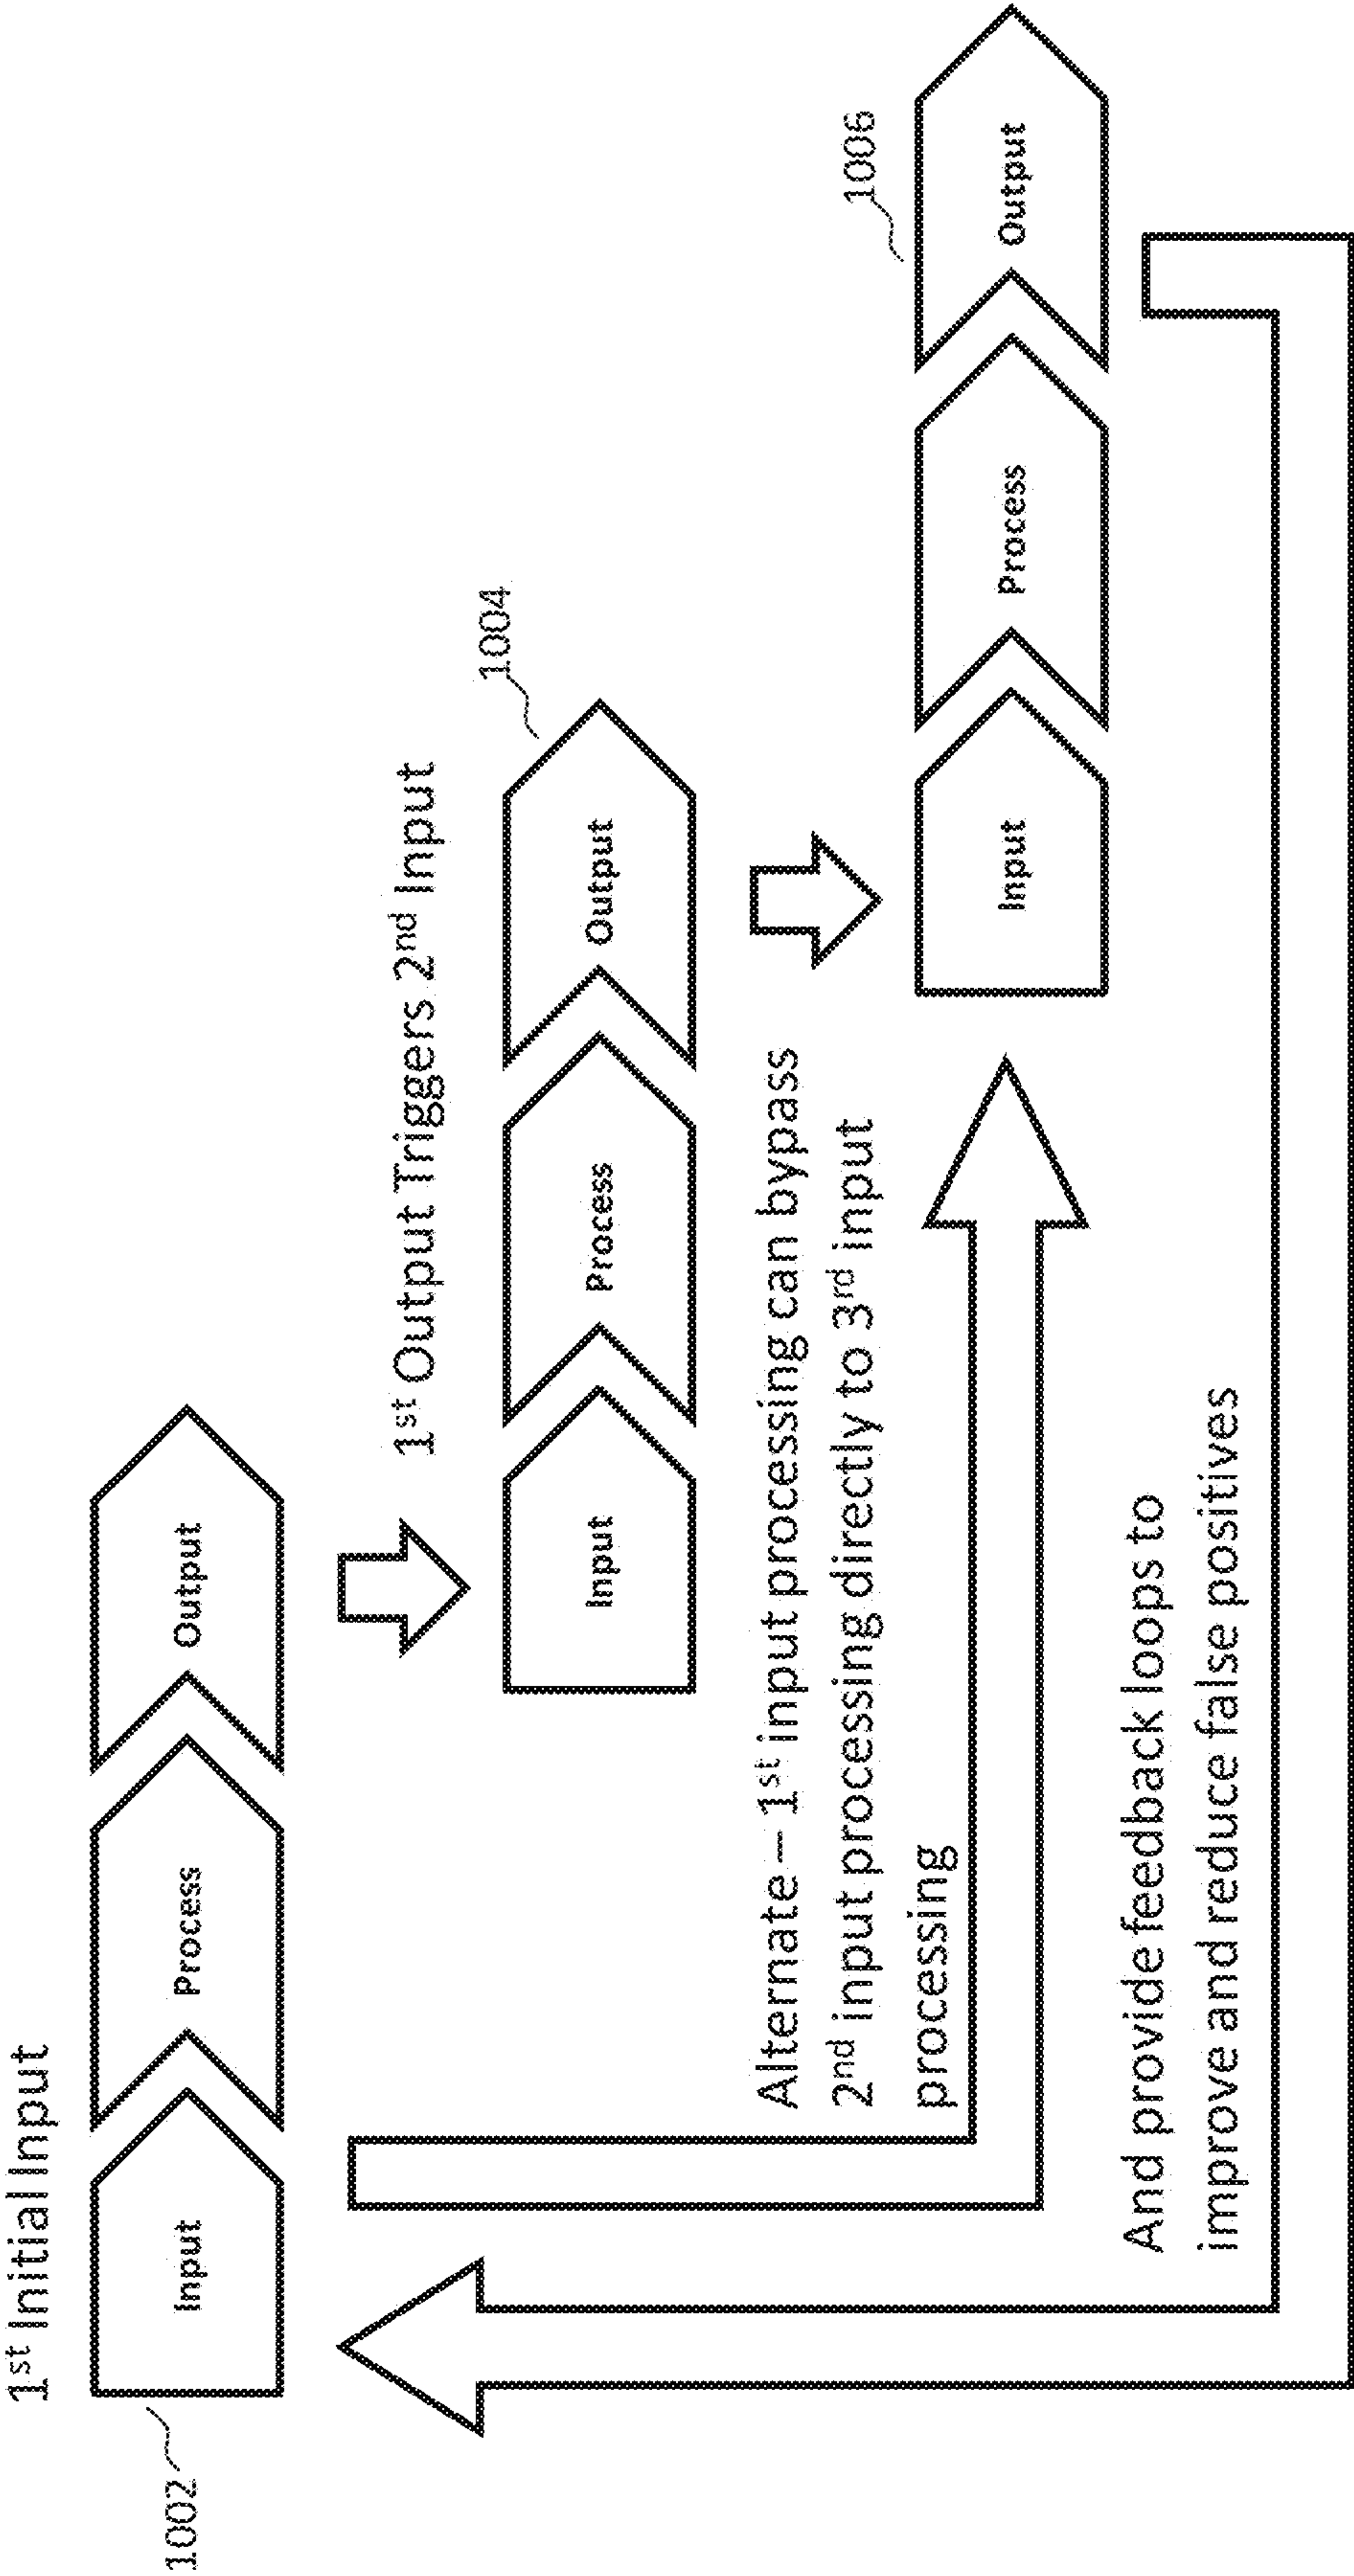 1st Initial Input
1002
Input
Process
Output
1st Output Triggers 2nd Input
1004
Input
Process
Output
Alternate – 1st input processing can bypass
2nd input processing directly to 3rd input
processing
1006
Input
Process
Output
And provide feedback loops to
improve and reduce false positives